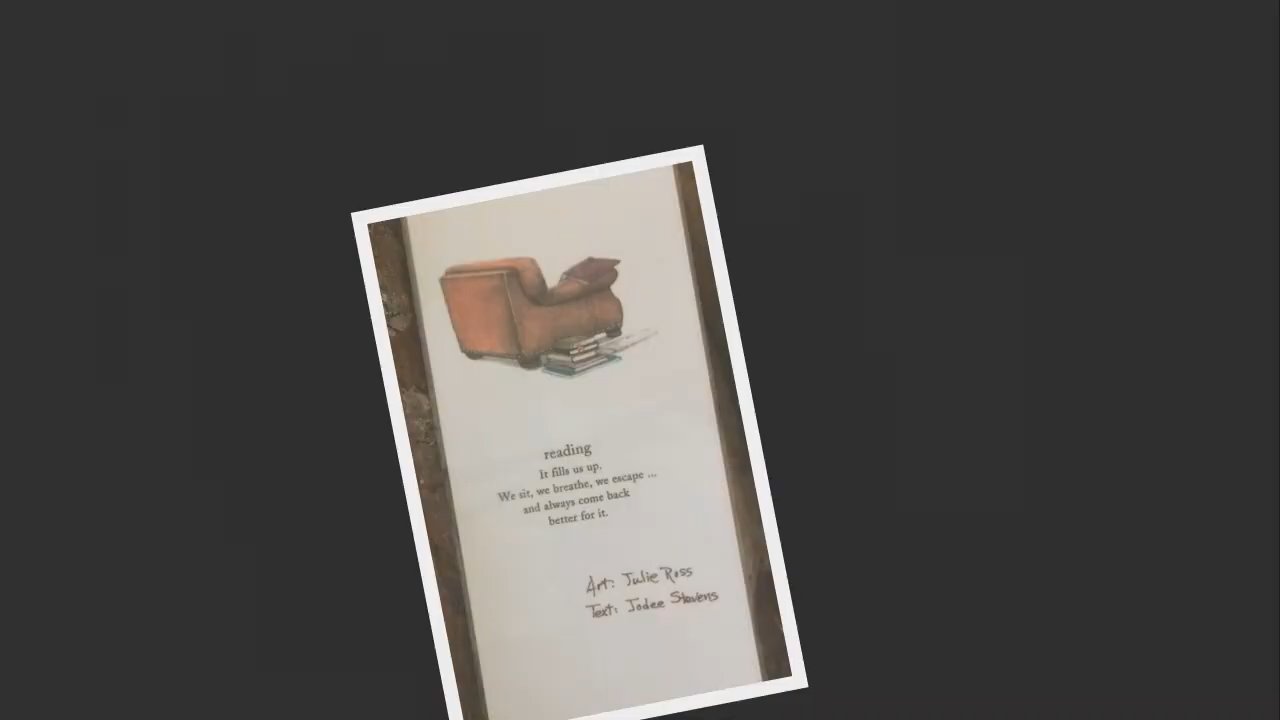 reading
It fills us up.
We sit, we breathe, we escape ...
and always come back
better for it.
Art: Julie Ross
Text: Jodee Stevens